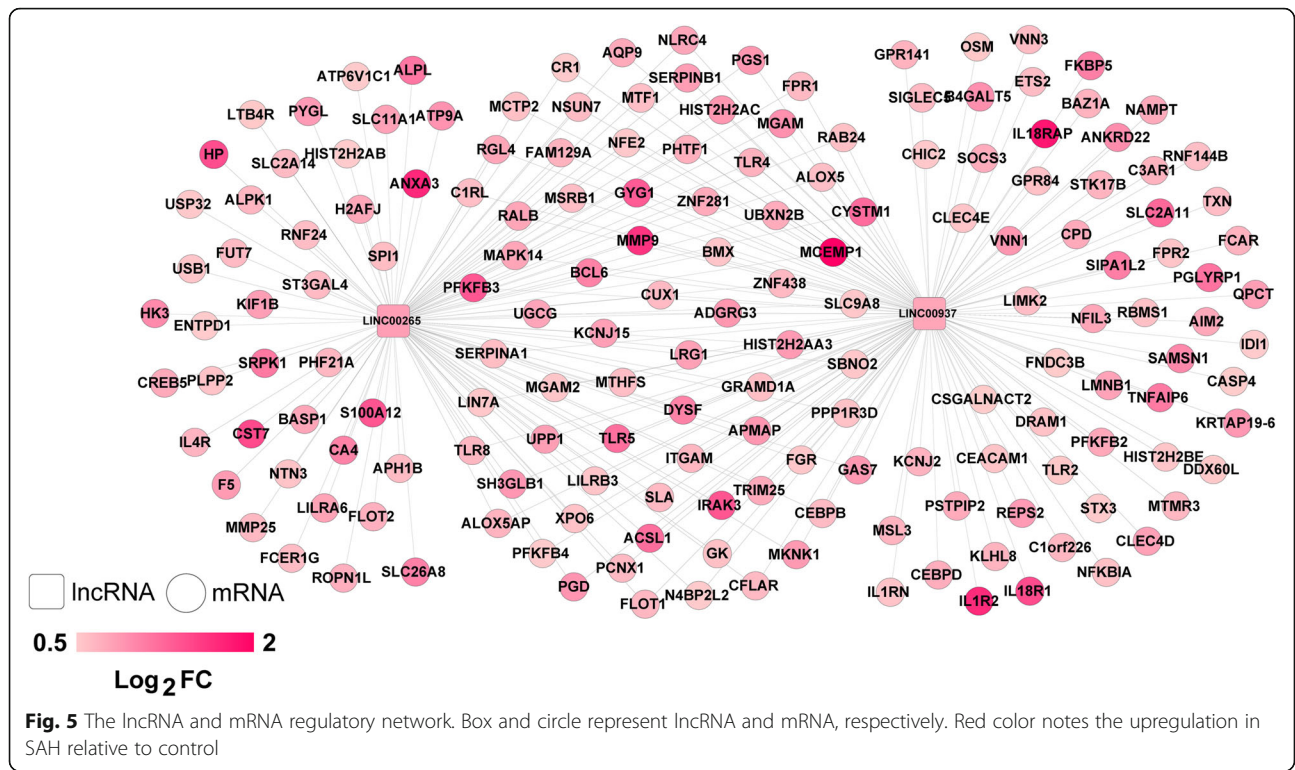 NLRC4
AQP9
CR1
PGS1
SERPINB1
FPR1
MTF1
MCTP2
NSUN7
HIST2H2AC
MGAM
RAB24
NFE2
PHTF1
RGL4
FAM129A
TLR4
ALOX5
C1RL
MSRB1
GYG1
ZNF281
UBXN2B
CYSTM1
RALB
MMP9
BMX
MCEMP1
MAPK14
BCL6
ZNF438
PFKFB3
CUX1
SLC9A8
UGCG
ADGRG3
KCNJ15
HIST2H2AA3
SERPINA1
LRG1
SBNO2
MGAM2
MTHFS
GRAMD1A
LIN7A
DYSF
PPP1R3D
APMAP
TLR8
UPP1
TLR5
ITGAM
FGR
GAS7
SH3GLB1
LILRB3
SLA
TRIM25
IRAK3
CEBPB
ALOX5AP
XPO6
ACSL1
GK
MKNK1
PFKFB4
PCNX1
CFLAR
PGD
FLOT1
N4BP2L2
ATP6V1C1
ALPL
LTB4R
PYGL
SLC11A1
ATP9A
HP
SLC2A14
HIST2H2AB
ANXA3
USP32
ALPK1
H2AFJ
RNF24
FUT7
SPI1
USB1
ST3GAL4
HK3
KIF1B
LINC00265
ENTPD1
SRPK1
PHF21A
CREB5
PLPP2
BASP1
S100A12
IL4R
CST7
CA4
APH1B
F5
NTN3
LILRA6
FLOT2
MMP25
FCER1G
ROPN1L
SLC26A8
GPR141
OSM
VNN3
FKBP5
SIGLEC5
B4GALT5
ETS2
BAZ1A
NAMPT
IL18RAP
ANKRD22
CHIC2
SOCS3
C3AR1
RNF144B
GPR84
STK17B
SLC2A11
TXN
CLEC4E
VNN1
CPD
FCAR
SIPA1L2
FPR2
PGLYRP1
LIMK2
QPCT
LINC00937
NFIL3
RBMS1
AIM2
IDI1
FNDC3B
SAMSN1
LMNB1
CASP4
TNFAIP6
CSGALNACT2
DRAM1
KRTAP19-6
PFKFB2
KCNJ2
CEACAM1
TLR2
HIST2H2BE
DDX60L
PSTPIP2
REPS2
STX3
MTMR3
MSL3
KLHL8
C1orf226
CLEC4D
CEBPD
NFKBIA
IL1RN
IL1R2
IL18R1
lncRNA mRNA
0.5 2
Log2FC
Fig. 5 The lncRNA and mRNA regulatory network. Box and circle represent lncRNA and mRNA, respectively. Red color notes the upregulation in
SAH relative to control